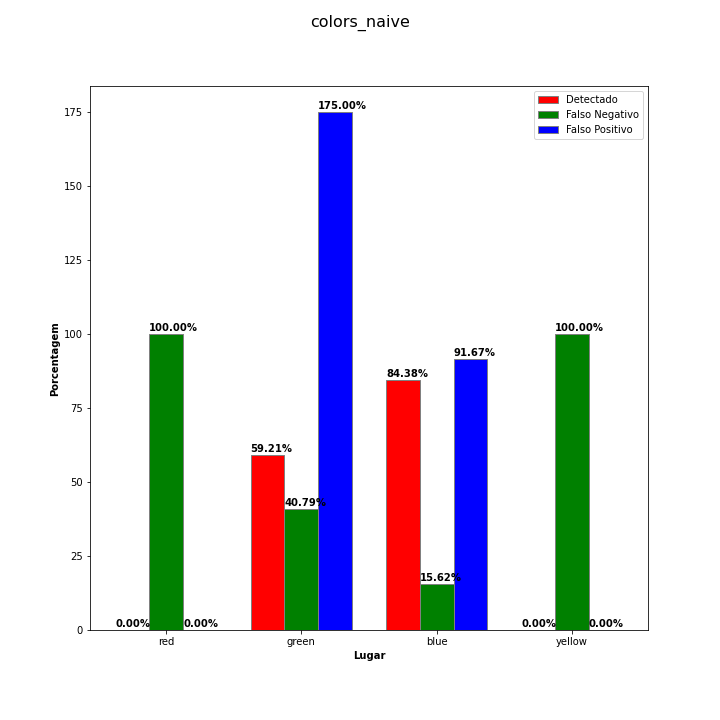 colors_naive
Detectado
Falso Negativo
Falso Positivo
Porcentagem
175
150
125
100
75
50
25
0
0.00%
100.00%
0.00%
59.21%
40.79%
175.00%
84.38%
15.62%
91.67%
0.00%
100.00%
0.00%
red
green
blue
yellow
Lugar